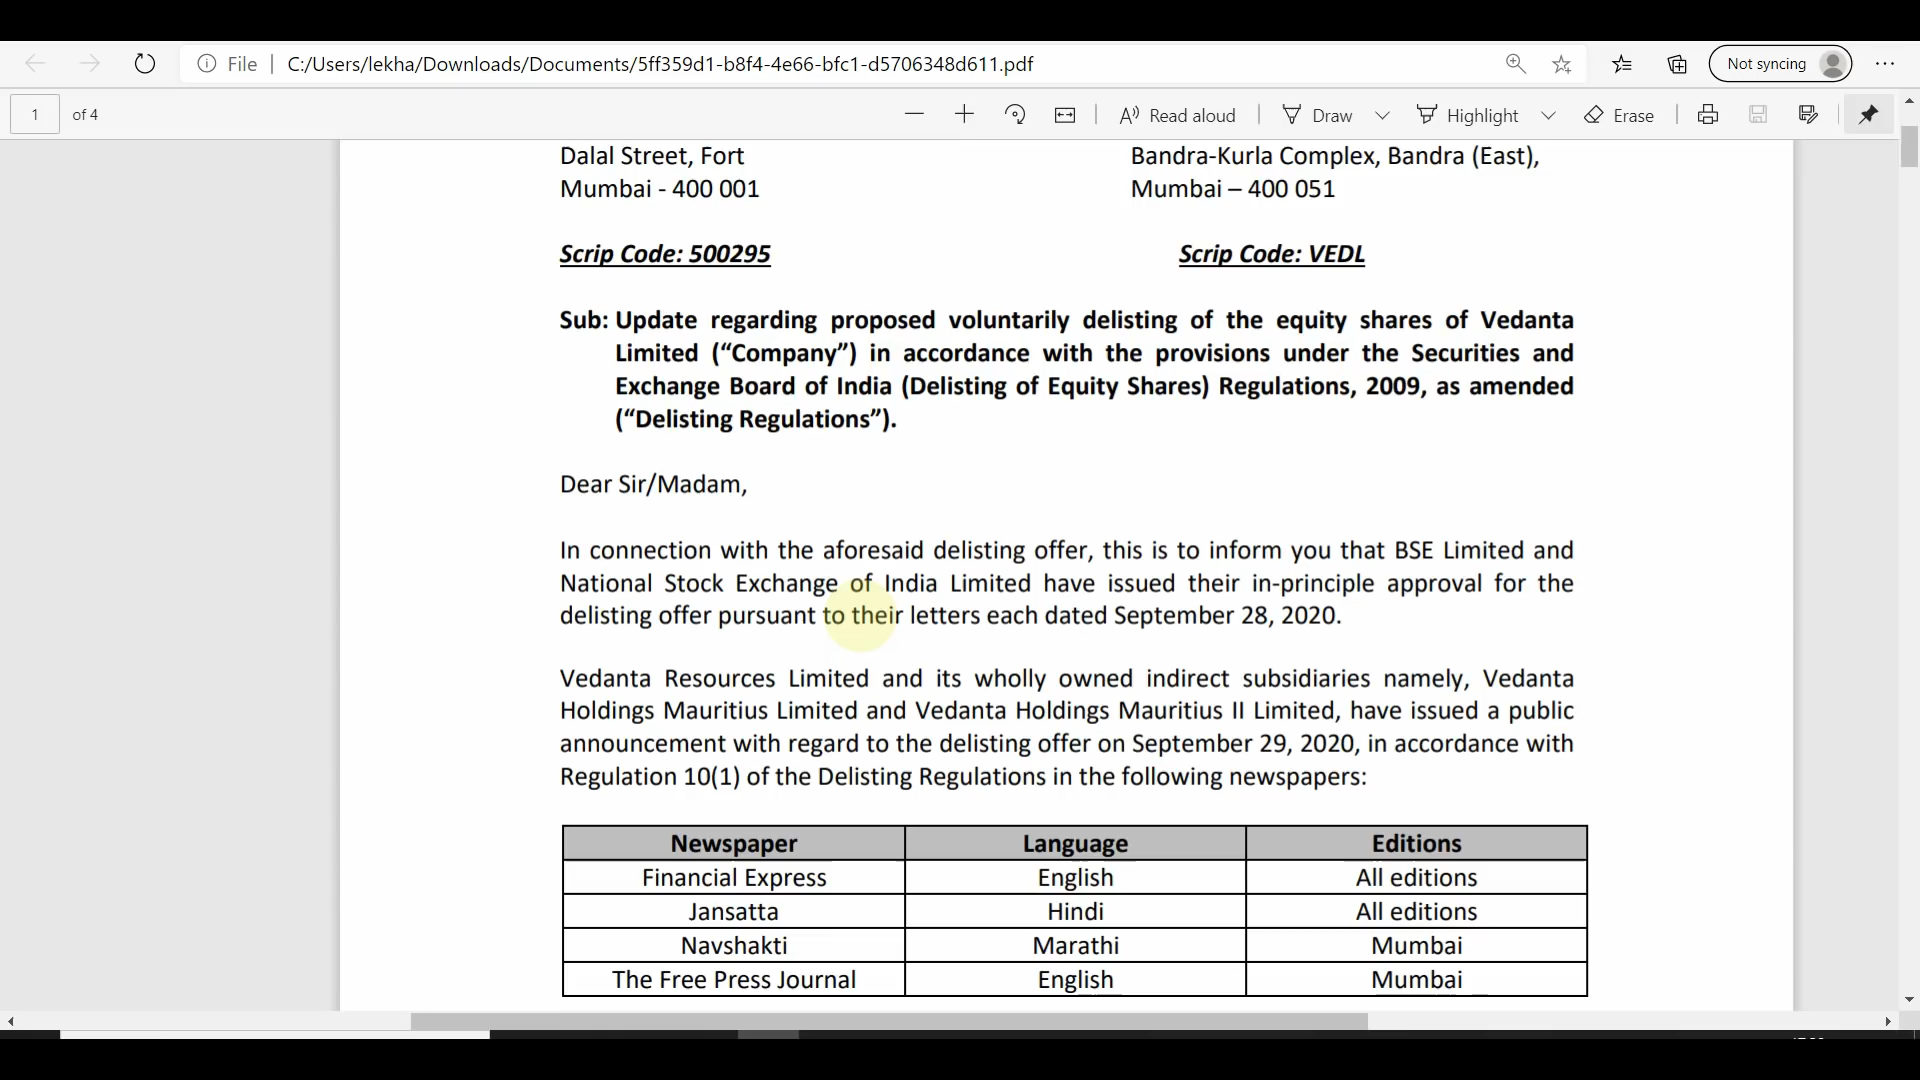 File
C:/Users/lekha/Downloads/Documents/5ff359d1-b8f4-4e66-bfc1-d5706348d611.pdf
Not syncing
1 of 4
Read aloud
Draw
Highlight
Erase
Dalal Street, Fort
Bandra-Kurla Complex, Bandra (East),
Mumbai - 400 001
Mumbai – 400 051
Scrip Code: 500295
Scrip Code: VEDL
Sub: Update regarding proposed voluntarily delisting of the equity shares of Vedanta
Limited (“Company”) in accordance with the provisions under the Securities and
Exchange Board of India (Delisting of Equity Shares) Regulations, 2009, as amended
(“Delisting Regulations”).
Dear Sir/Madam,
In connection with the aforesaid delisting offer, this is to inform you that BSE Limited and
National Stock Exchange of India Limited have issued their in-principle approval for the
delisting offer pursuant to their letters each dated September 28, 2020.
Vedanta Resources Limited and its wholly owned indirect subsidiaries namely, Vedanta
Holdings Mauritius Limited and Vedanta Holdings Mauritius II Limited, have issued a public
announcement with regard to the delisting offer on September 29, 2020, in accordance with
Regulation 10(1) of the Delisting Regulations in the following newspapers:
Newspaper Language Editions
Financial Express English All editions
Jansatta Hindi All editions
Navshakti Marathi Mumbai
The Free Press Journal English Mumbai